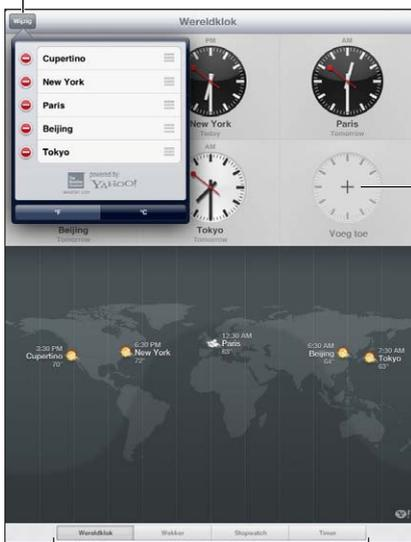 Wijzig
Wereldklok
Cupertino
New York
Paris
Beijing
Tokyo
powered by
YAHOO!
°F
°C
PM
New York
Today
AM
Paris
Tomorrow
Beijing
Tomorrow
AM
Tokyo
Tomorrow
Voeg toe
3:30 PM
Cupertino
70°
6:30 PM
New York
72°
12:30 AM
Paris
63°
6:30 AM
Beijing
64°
7:30 AM
Tokyo
63°
Y!
Wereldklok
Wekker
Stopwatch
Timer